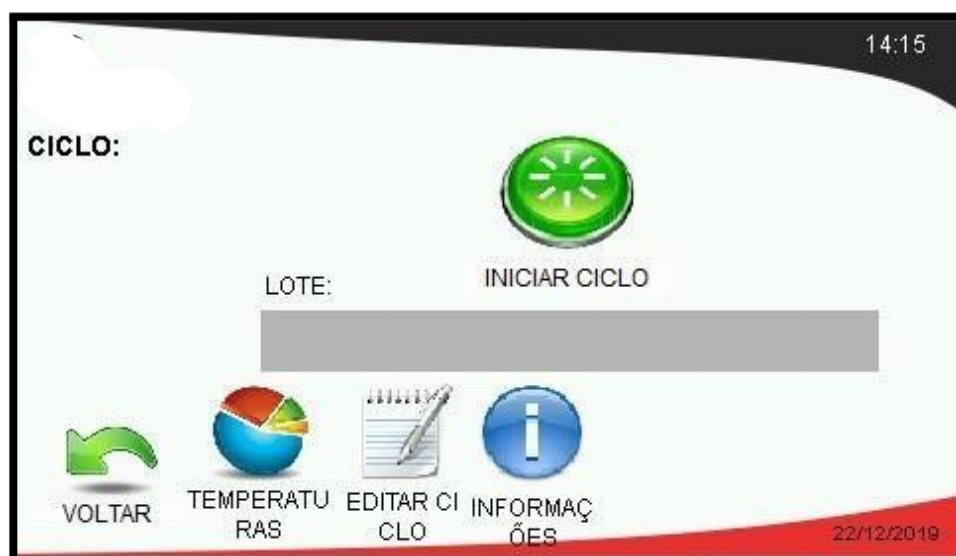 14:15
CICLO:
INICIAR CICLO
LOTE:
VOLTAR
TEMPERATU
RAS
EDITAR CI
CLO
INFORMAÇ
ÕES
22/12/2019